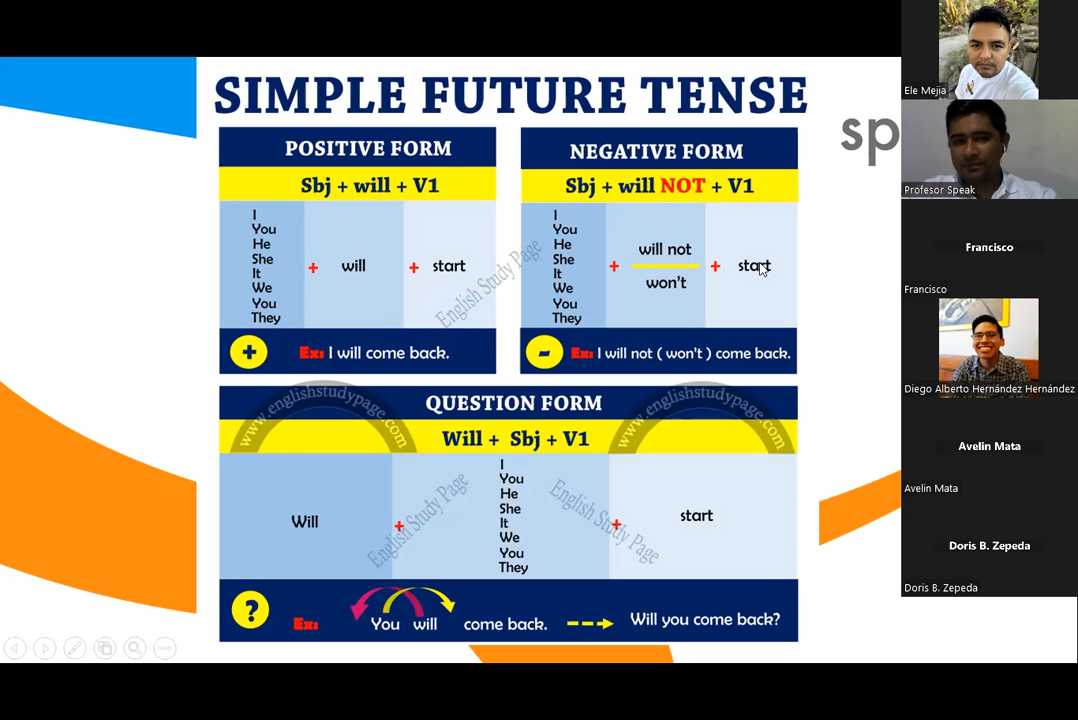 SIMPLE FUTURE TENSE
sp
POSITIVE FORM
Sbj + will + V1
I
You
He
She
It
We
You
They
+ will + start
+
Ex: I will come back.
NEGATIVE FORM
Sbj + will NOT + V1
I
You
He
She
It
We
You
They
+
will not
won't
+ start
-
Ex: I will not ( won't ) come back.
English Study Page
QUESTION FORM
www.englishstudypage.com
www.englishstudypage.com
Will + Sbj + V1
Will +
I
You
He
She
It
We
You
They
+ start
English Study Page
English Study Page
?
Ex: You will come back. Will you come back?
Ele Mejia
Profesor Speak
Francisco
Francisco
Diego Alberto Hernández Hernández
Avelin Mata
Avelin Mata
Doris B. Zepeda
Doris B. Zepeda